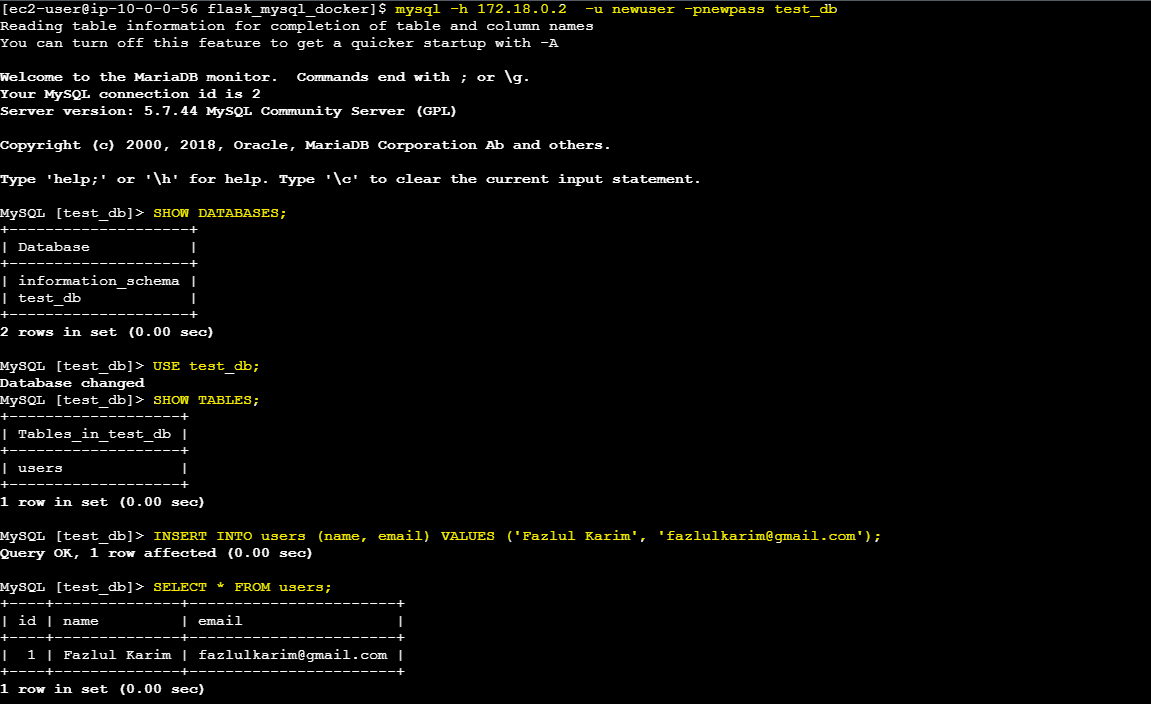 [ec2-user@ip-10-0-0-56 flask_mysql_docker]$ mysql -h 172.18.0.2  -u newuser -pnewpass test_db
Reading table information for completion of table and column names
You can turn off this feature to get a quicker startup with -A
Welcome to the MariaDB monitor.  Commands end with ; or \g.
Your MySQL connection id is 2
Server version: 5.7.44 MySQL Community Server (GPL)
Copyright (c) 2000, 2018, Oracle, MariaDB Corporation Ab and others.
Type 'help;' or '\h' for help. Type '\c' to clear the current input statement.
MySQL [test_db]> SHOW DATABASES;
+--------------------+
| Database           |
+--------------------+
| information_schema |
| test_db            |
+--------------------+
2 rows in set (0.00 sec)
MySQL [test_db]> USE test_db;
Database changed
MySQL [test_db]> SHOW TABLES;
+-------------------+
| Tables_in_test_db |
+-------------------+
| users             |
+-------------------+
1 row in set (0.00 sec)
MySQL [test_db]> INSERT INTO users (name, email) VALUES ('Fazlul Karim', 'fazlulkarim@gmail.com');
Query OK, 1 row affected (0.00 sec)
MySQL [test_db]> SELECT * FROM users;
+----+--------------+-----------------------+
| id | name         | email                 |
+----+--------------+-----------------------+
|  1 | Fazlul Karim | fazlulkarim@gmail.com |
+----+--------------+-----------------------+
1 row in set (0.00 sec)